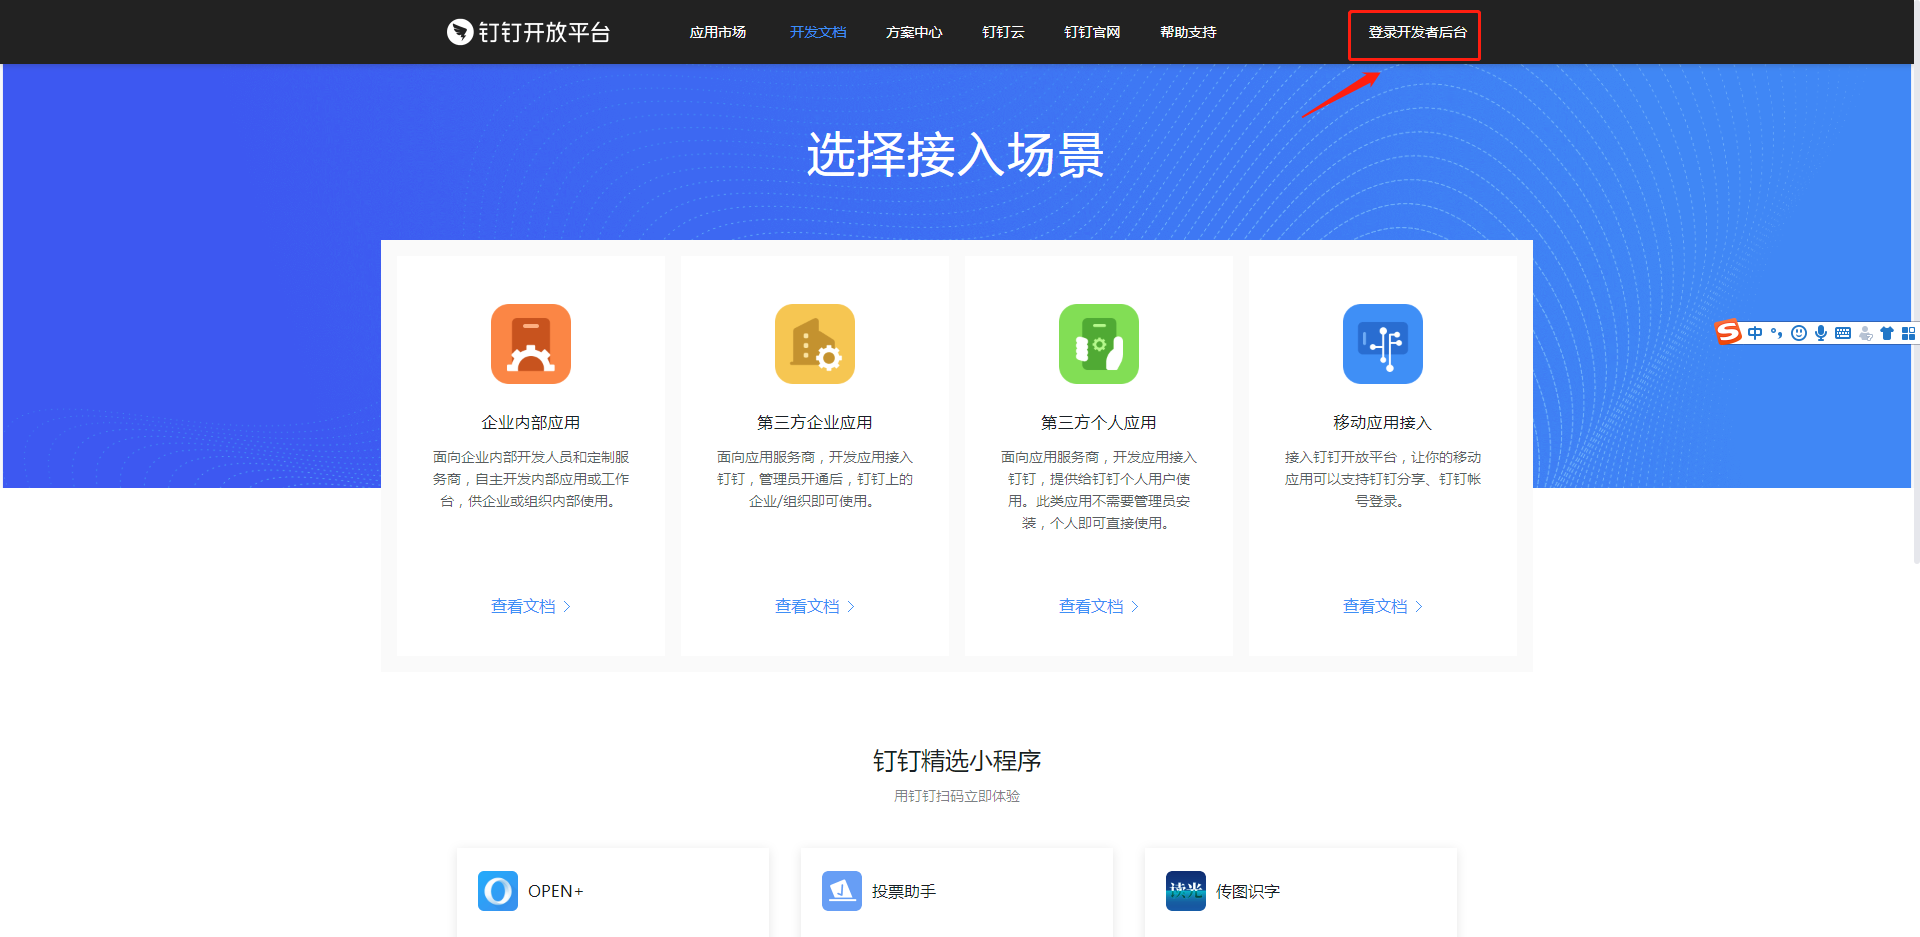 钉钉开放平台
应用市场 开发文档 方案中心 钉钉云 钉钉官网 帮助支持 登录开发者后台
选择接入场景
企业内部应用
面向企业内部开发人员和定制服
务商，自主开发内部应用或工作
台，供企业或组织内部使用。
查看文档
第三方企业应用
面向应用服务商，开发应用接入
钉钉，管理员开通后，钉钉上的
企业/组织即可使用。
查看文档
第三方个人应用
面向应用服务商，开发应用接入
钉钉，提供给钉钉个人用户使
用。此类应用不需要管理员安
装，个人即可直接使用。
查看文档
移动应用接入
接入钉钉开放平台，让你的移动
应用可以支持钉钉分享、钉钉帐
号登录。
查看文档
S 中
钉钉精选小程序
用钉钉扫码立即体验
OPEN+
投票助手
读光
传图识字